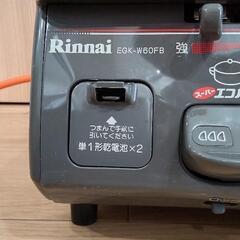 Rinnai EGK-W60FB 強
スーパー エコ
つまんで手前に
引いてください
単1形乾電池×2